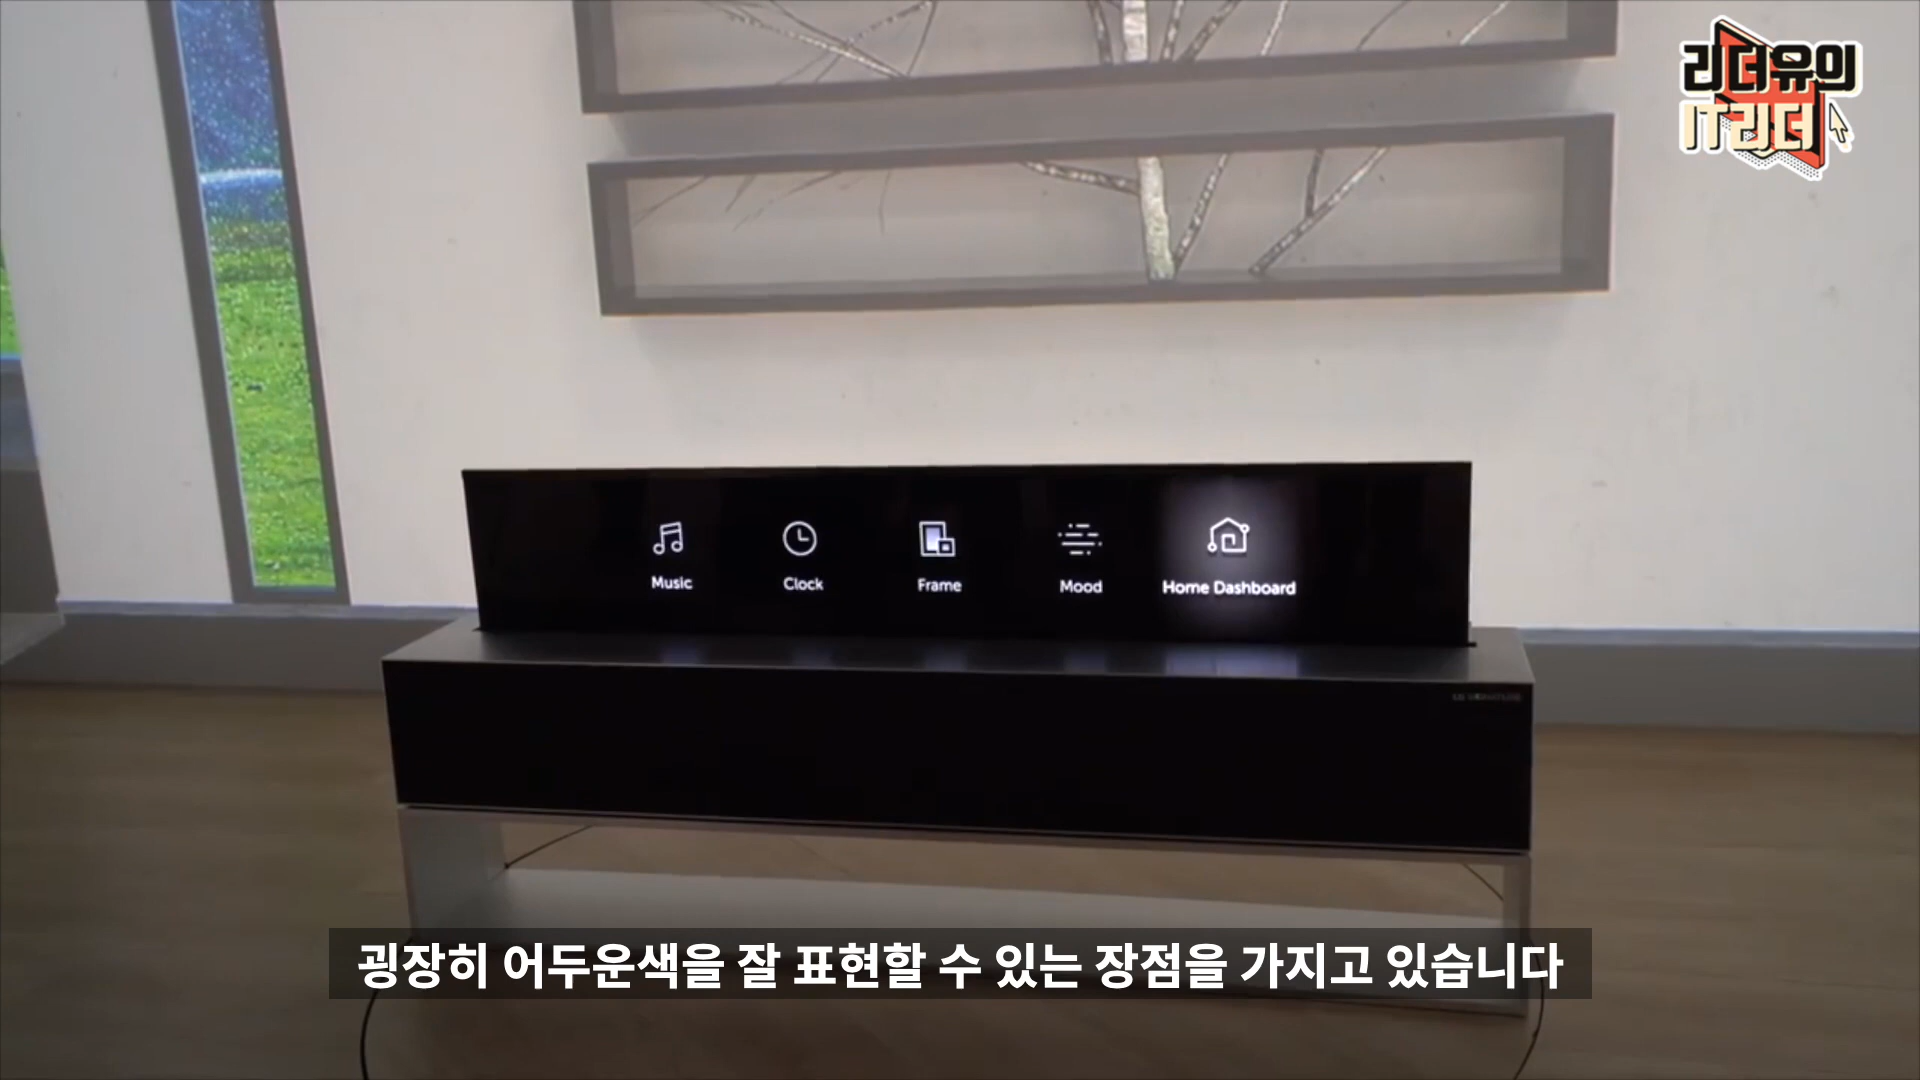 리더유의
IT리더
Music
Clock
Frame
Mood
Home Dashboard
LG SIGNATURE
굉장히 어두운색을 잘 표현할 수 있는 장점을 가지고 있습니다